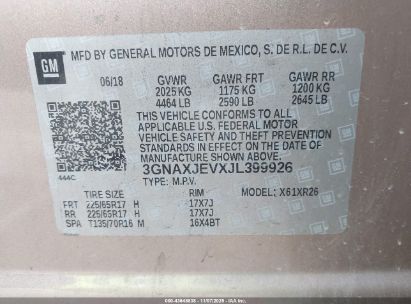 GM
MFD BY GENERAL MOTORS DE MEXICO, S. DE R.L. DE C.V.
06/18 GVWR GAWR FRT GAWR RR
2025 KG 1175 KG 1200 KG
4464 LB 2590 LB 2645 LB
THIS VEHICLE CONFORMS TO ALL
APPLICABLE U.S. FEDERAL MOTOR
VEHICLE SAFETY AND THEFT PREVENTION
STANDARDS IN EFFECT ON THE DATE OF
MANUFACTURE SHOWN ABOVE.
3GNAXJEVXJL399926
444C TYPE: M.P.V. MODEL: X61XR26
TIRE SIZE RIM
FRT 225/65R17 H 17X7J
RR 225/65R17 H 17X7J
SPA T135/70R16 M 16X4BT